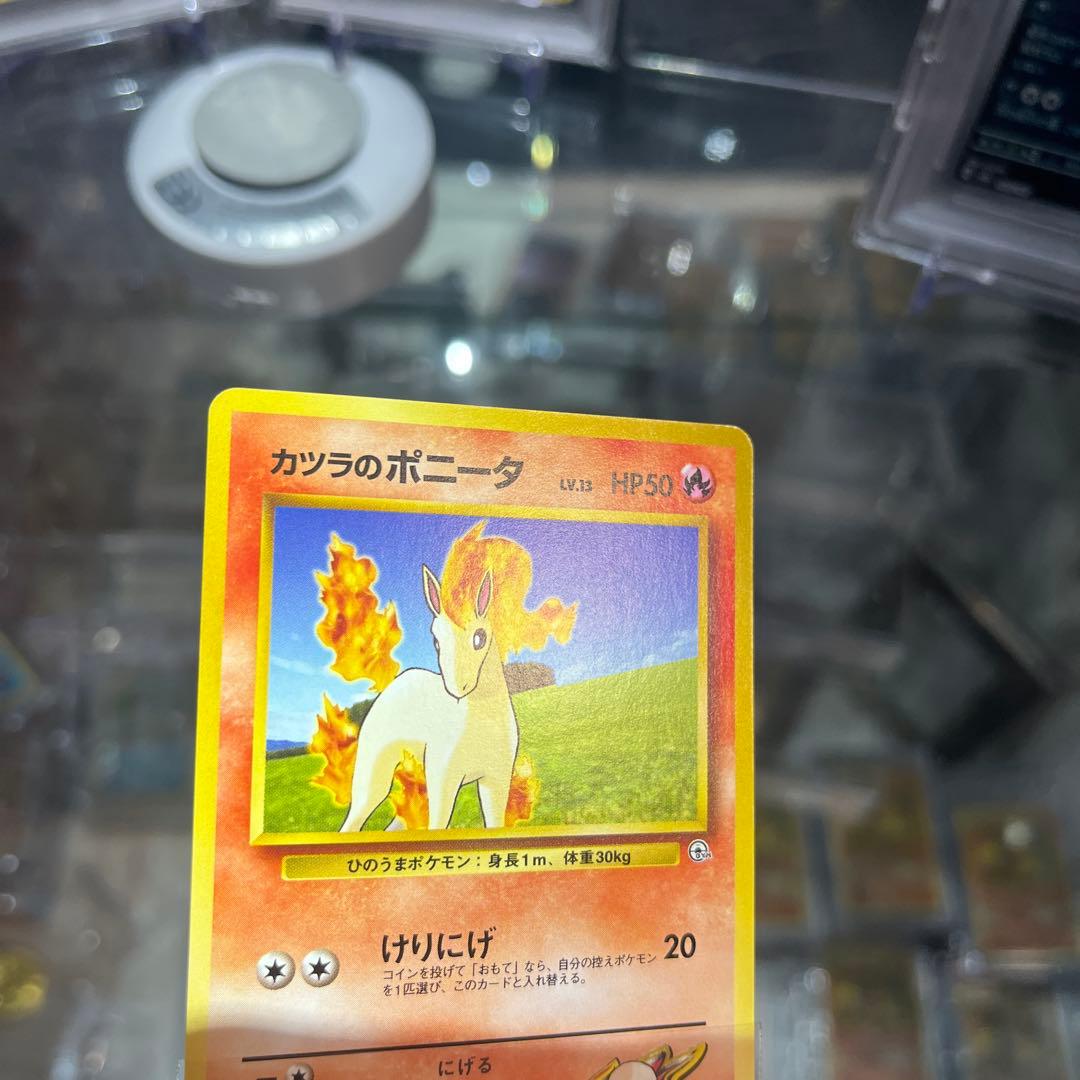 カツラのポニータ LV.13 HP50
ひのうまポケモン：身長1m、体重30kg
GYM
けりにげ 20
コインを投げて「おもて」なら、自分の控えポケモン
を1匹選び、このカードと入れ替える。
にげる